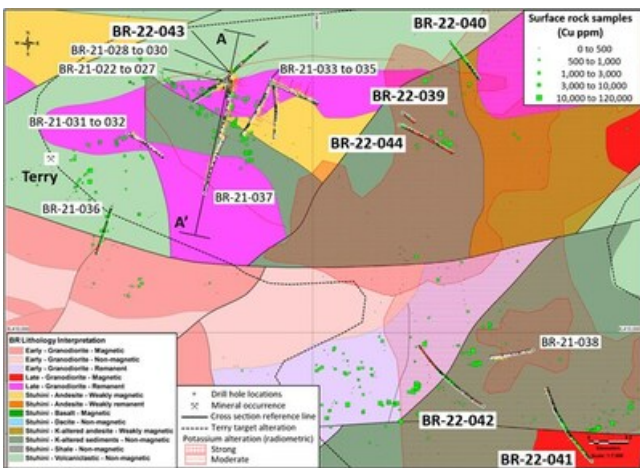 BR-22-043
A
BR-21-028 to 030
BR-21-022 to 027
BR-21-033 to 035
BR-22-040
Surface rock samples
(Cu ppm)
0 to 500
500 to 1,000
1,000 to 3,000
3,000 to 10,000
10,000 to 120,000
BR-22-039
BR-21-031
to 032
BR-22-044
Terry
BR-21-037
A'
BR-21-036
BR-21-038
BR-22-042
BR-22-041
BR Lithology Interpretation
Early - Granodiorite - Magnetic
Early - Granodiorite - Non-magnetic
Early - Granodiorite - Remanent
Late - Granodiorite - Magnetic
Late - Granodiorite - Remanent
Stuhini - Andesite - Weakly magnetic
Stuhini - Andesite - Weakly remanent
Stuhini - Basalt - Magnetic
Stuhini - Dacite - Non-magnetic
Stuhini - K-altered andesite - Weakly magnetic
Stuhini - K-altered sediments - Non-magnetic
Stuhini - Shale - Non-magnetic
Stuhini - Volcaniclastic - Non-magnetic
Drill hole locations
Mineral occurrence
Cross section reference line
Terry target alteration
Potassium alteration (radiometric)
Strong
Moderate